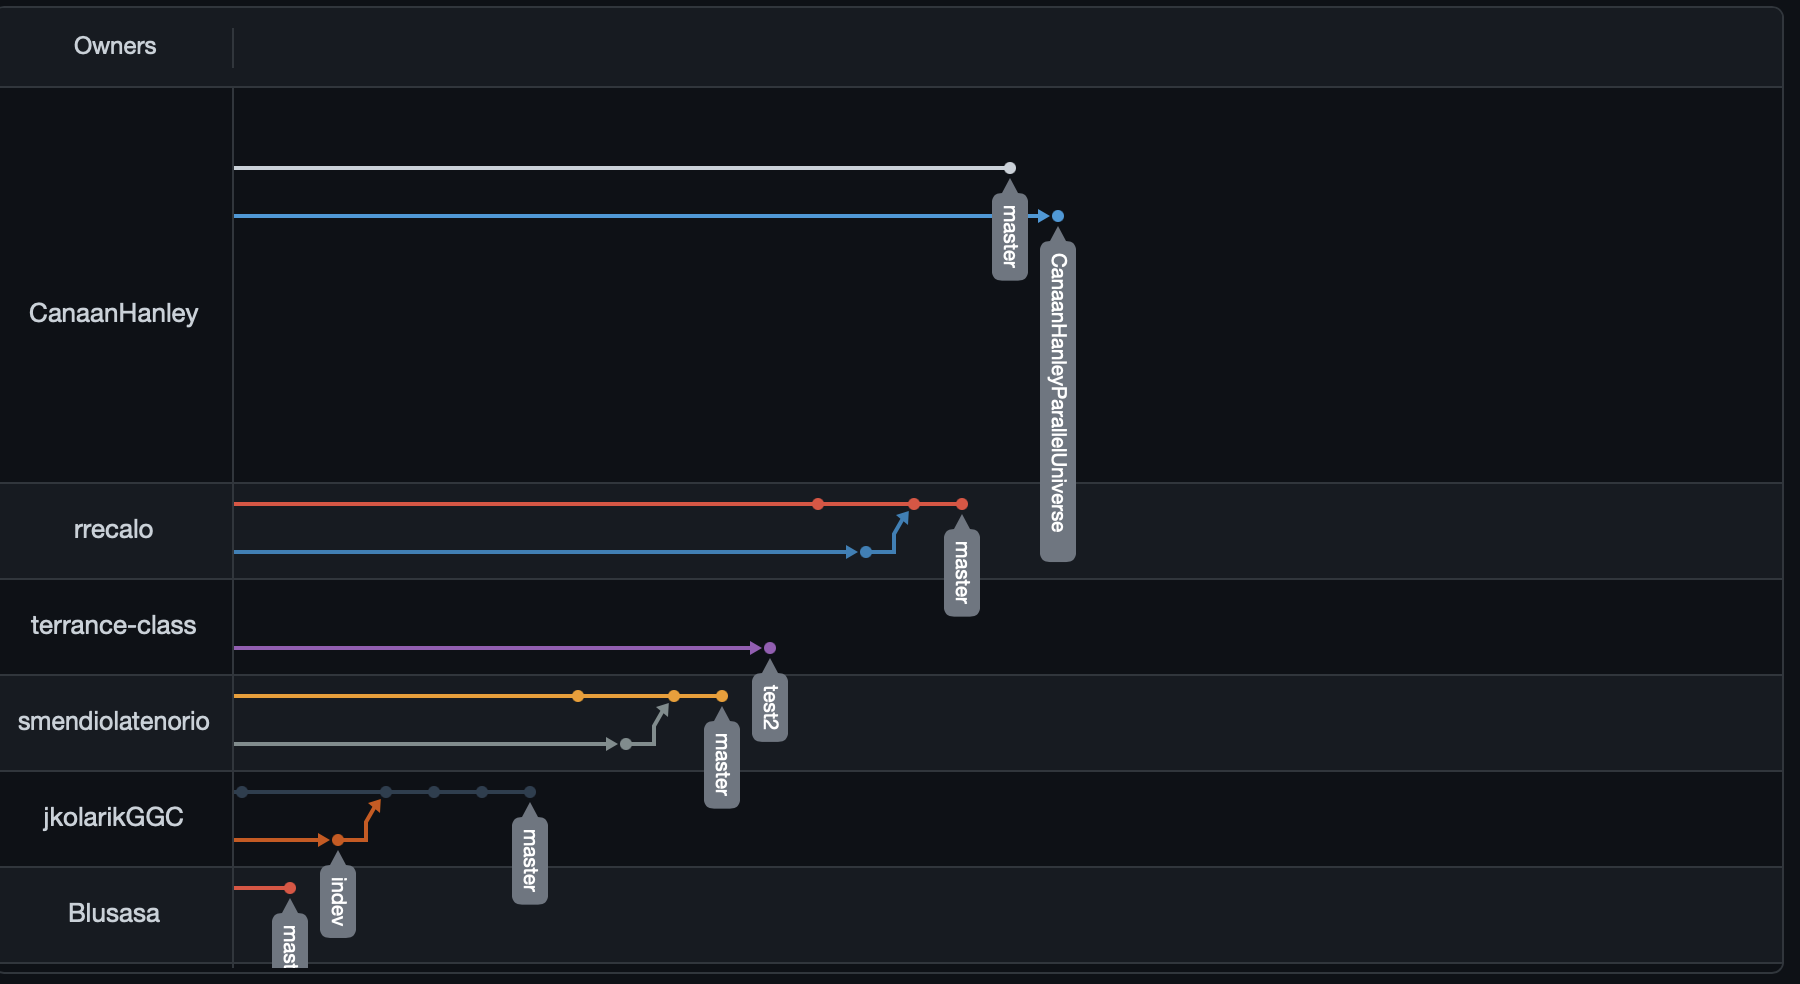 Owners
CanaanHanley
master
CanaanHanleyParallelUniverse
rrecalo
master
terrance-class
test2
smendiolatenorio
master
jkolarikGGC
master
indev
Blusasa
mast